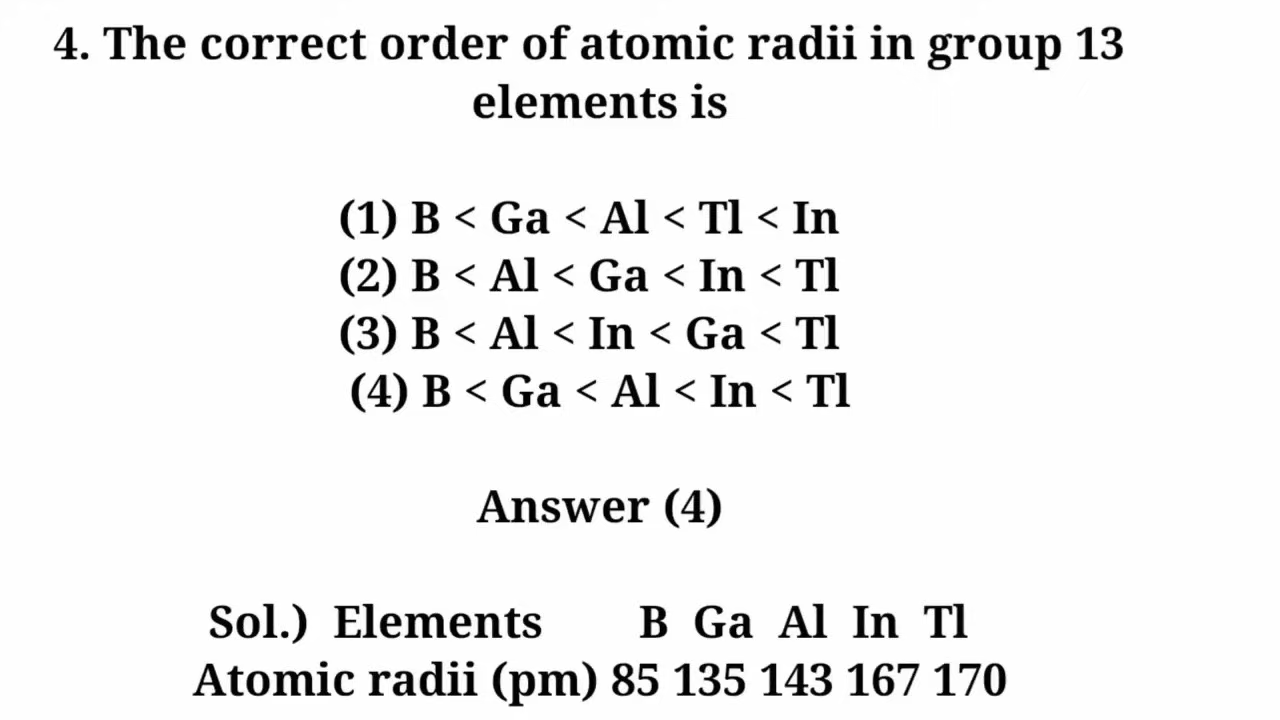 4. The correct order of atomic radii in group 13
elements is
(1) B < Ga < Al < Tl < In
(2) B < Al < Ga < In < Tl
(3) B < Al < In < Ga < Tl
(4) B < Ga < Al < In < Tl
Answer (4)
Sol.) Elements B Ga Al In Tl
Atomic radii (pm) 85 135 143 167 170